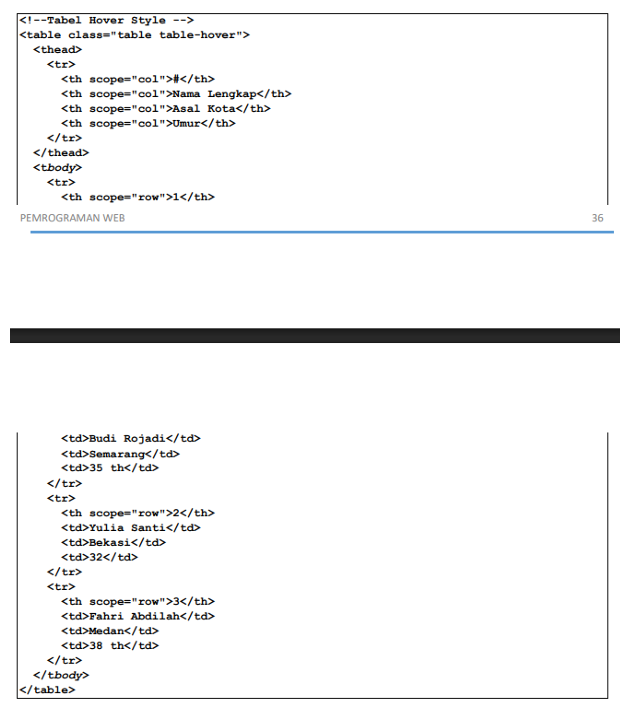 <!--Tabel Hover Style -->
<table class="table table-hover">
  <thead>
    <tr>
      <th scope="col">#</th>
      <th scope="col">Nama Lengkap</th>
      <th scope="col">Asal Kota</th>
      <th scope="col">Umur</th>
    </tr>
  </thead>
  <tbody>
    <tr>
      <th scope="row">1</th>
PEMROGRAMAN WEB 36
      <td>Budi Rojadi</td>
      <td>Semarang</td>
      <td>35 th</td>
    </tr>
    <tr>
      <th scope="row">2</th>
      <td>Yulia Santi</td>
      <td>Bekasi</td>
      <td>32</td>
    </tr>
    <tr>
      <th scope="row">3</th>
      <td>Fahri Abdilah</td>
      <td>Medan</td>
      <td>38 th</td>
    </tr>
  </tbody>
</table>